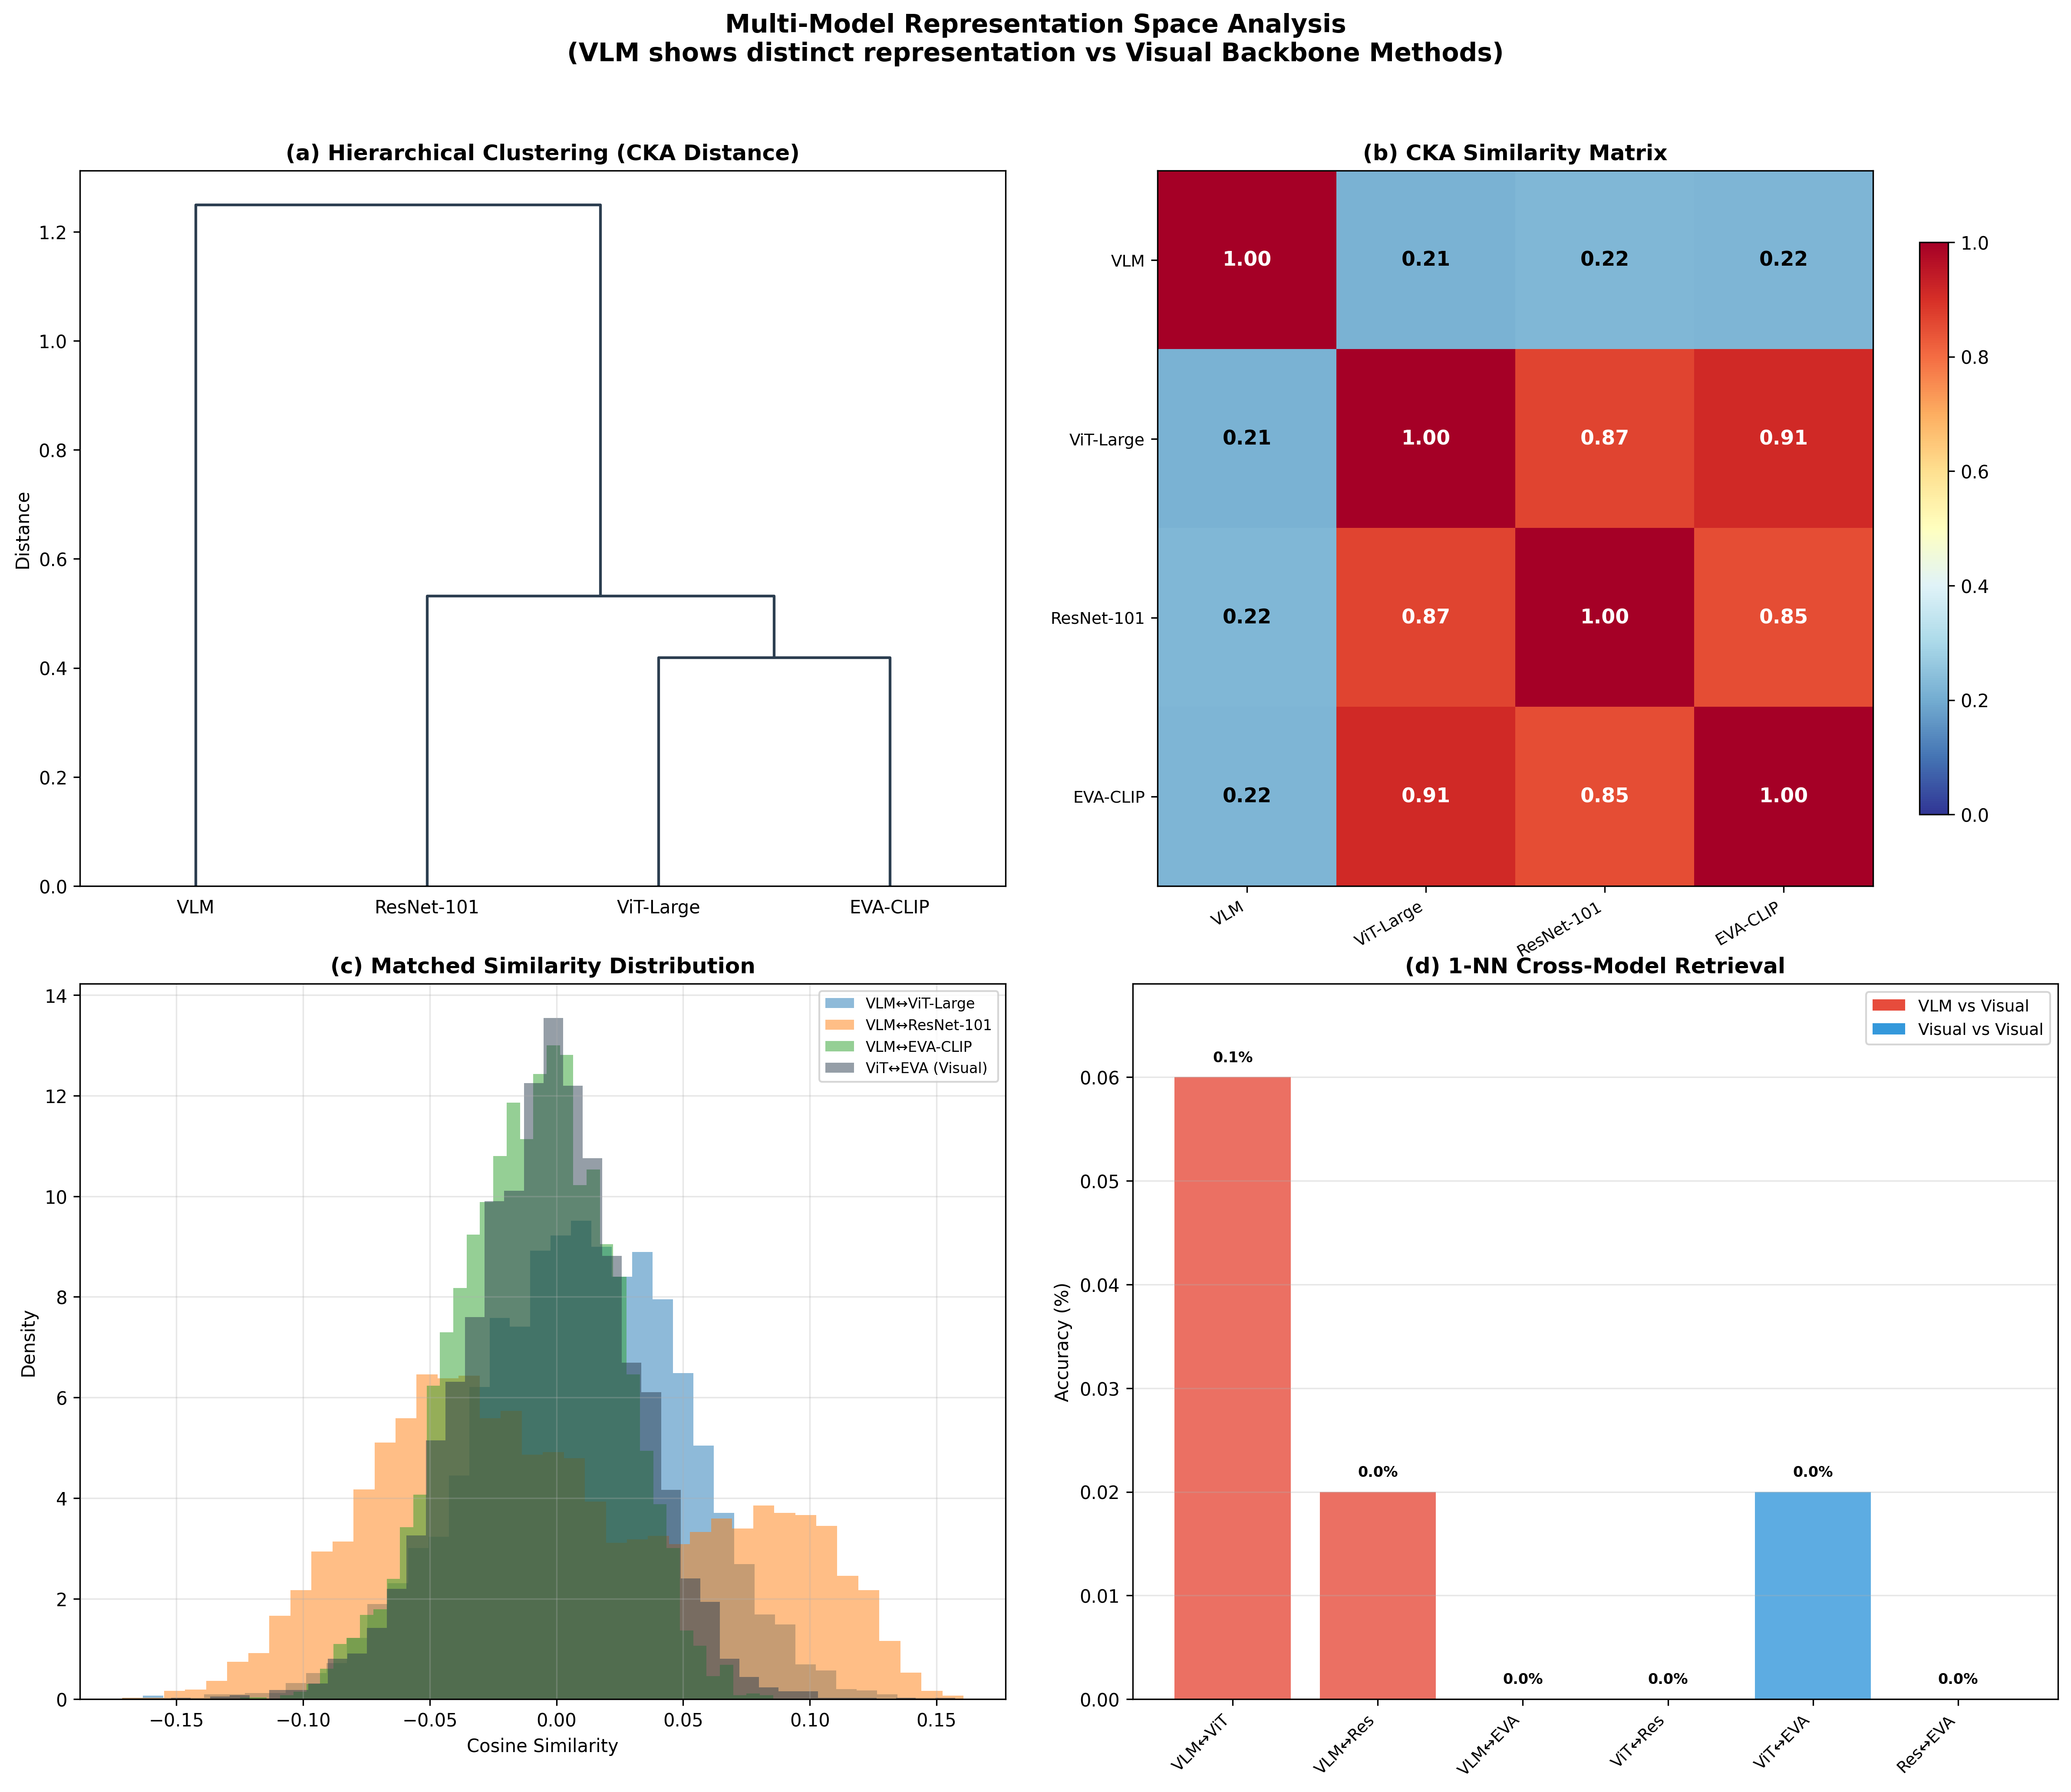 Multi-Model Representation Space Analysis
(VLM shows distinct representation vs Visual Backbone Methods)
(a) Hierarchical Clustering (CKA Distance)
Distance
1.2
1.0
0.8
0.6
0.4
0.2
0.0
VLM
ResNet-101
ViT-Large
EVA-CLIP
(b) CKA Similarity Matrix
VLM
ViT-Large
ResNet-101
EVA-CLIP
1.00 0.21 0.22 0.22
0.21 1.00 0.87 0.91
0.22 0.87 1.00 0.85
0.22 0.91 0.85 1.00
VLM
ViT-Large
ResNet-101
EVA-CLIP
1.0
0.8
0.6
0.4
0.2
0.0
(c) Matched Similarity Distribution
Density
14
12
10
8
6
4
2
0
−0.15
−0.10
−0.05
0.00
0.05
0.10
0.15
Cosine Similarity
VLM↔ViT-Large
VLM↔ResNet-101
VLM↔EVA-CLIP
ViT↔EVA (Visual)
(d) 1-NN Cross-Model Retrieval
Accuracy (%)
0.06
0.05
0.04
0.03
0.02
0.01
0.00
0.1%
0.0%
0.0%
0.0%
0.0%
0.0%
VLM↔ViT
VLM↔Res
VLM↔EVA
ViT↔Res
ViT↔EVA
Res↔EVA
VLM vs Visual
Visual vs Visual